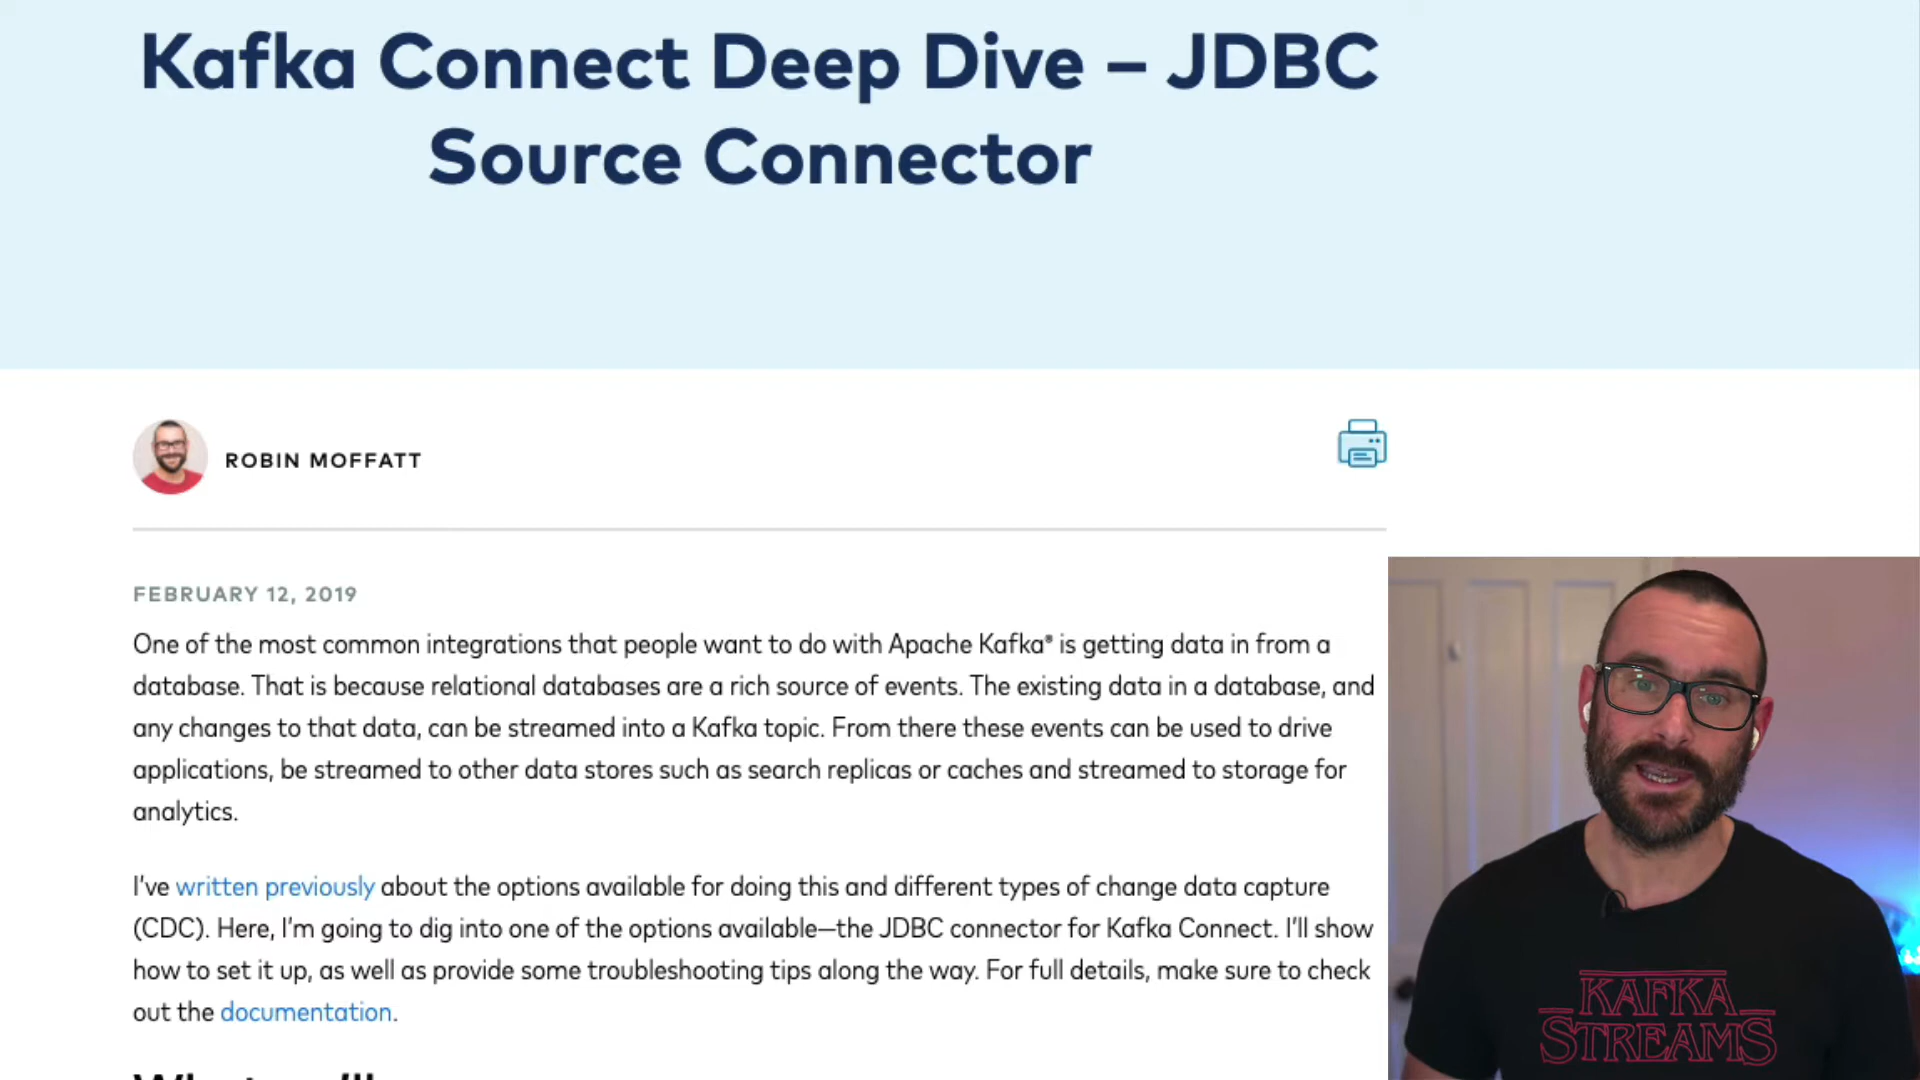 Kafka Connect Deep Dive – JDBC
Source Connector
ROBIN MOFFATT
FEBRUARY 12, 2019
One of the most common integrations that people want to do with Apache Kafka® is getting data in from a
database. That is because relational databases are a rich source of events. The existing data in a database, and
any changes to that data, can be streamed into a Kafka topic. From there these events can be used to drive
applications, be streamed to other data stores such as search replicas or caches and streamed to storage for
analytics.
I've written previously about the options available for doing this and different types of change data capture
(CDC). Here, I'm going to dig into one of the options available—the JDBC connector for Kafka Connect. I'll show
how to set it up, as well as provide some troubleshooting tips along the way. For full details, make sure to check
out the documentation.
KAFKA
STREAMS